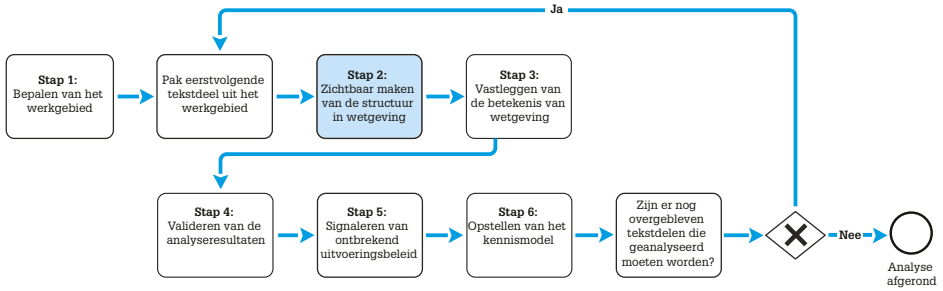 Ja
Stap 1:
Bepalen van het
werkgebied
Pak eerstvolgende
tekstdeel uit het
werkgebied
Stap 2:
Zichtbaar maken
van de structuur
in wetgeving
Stap 3:
Vastleggen van
de betekenis van
wetgeving
Stap 4:
Valideren van de
analyseresultaten
Stap 5:
Signaleren van
ontbrekend
uitvoeringsbeleid
Stap 6:
Opstellen van het
kennismodel
Zijn er nog
overgebleven
tekstdelen die
geanalyseerd
moeten worden?
Nee
Analyse
afgerond